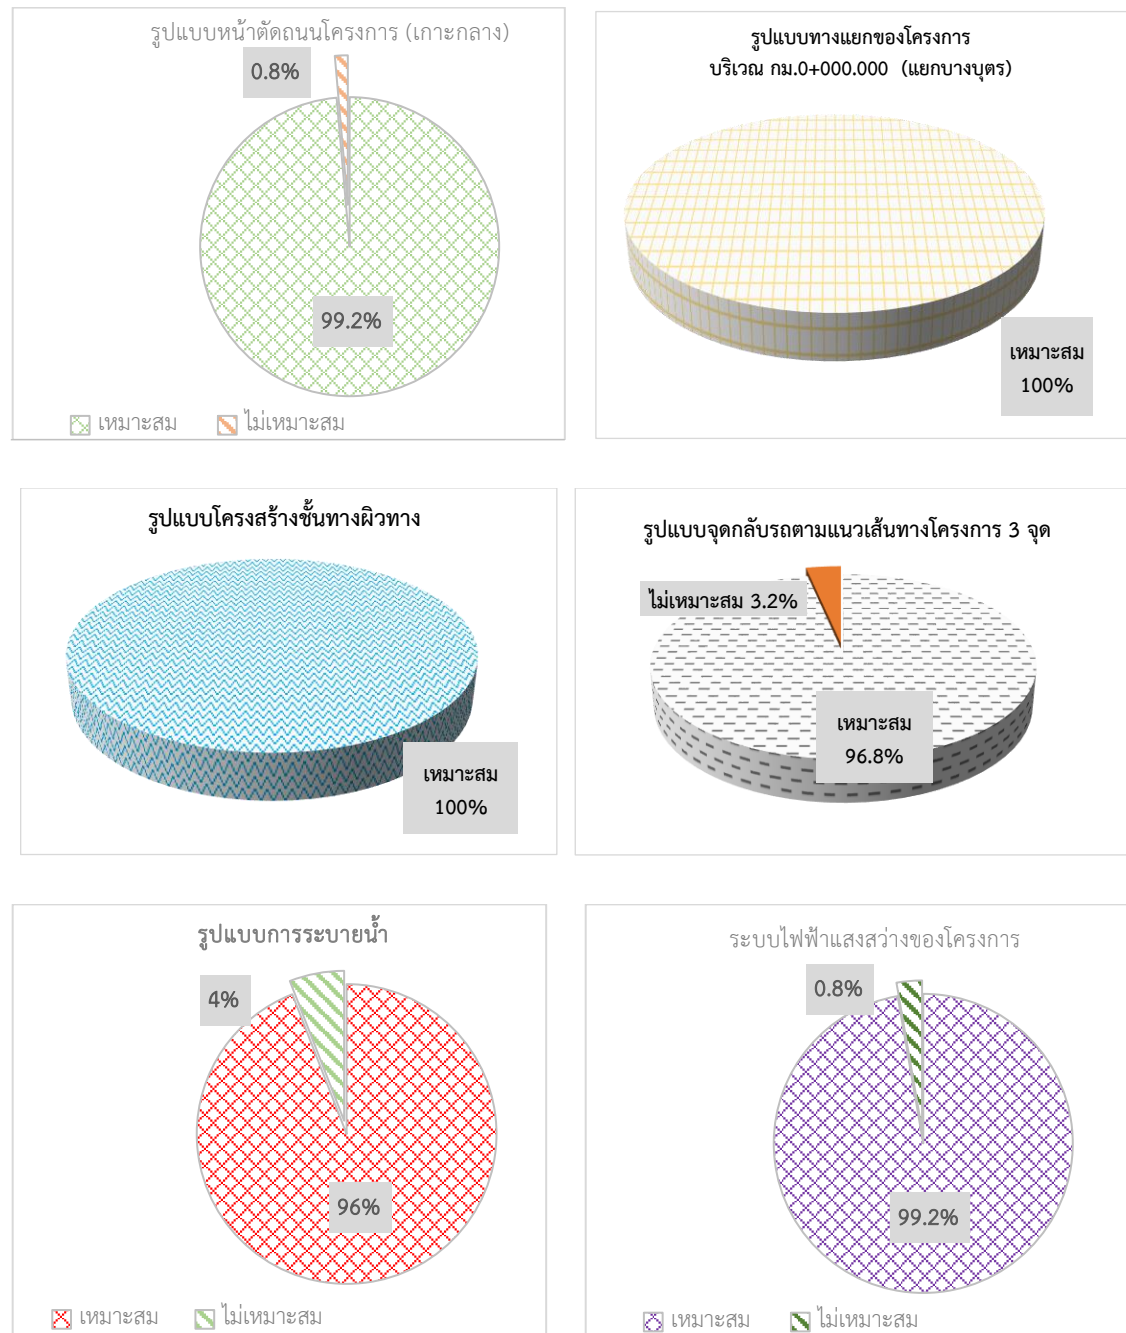 รูปแบบหน้าตัดถนนโครงการ (เกาะกลาง)
0.8%
99.2%
เหมาะสม
ไม่เหมาะสม
รูปแบบทางแยกของโครงการ
บริเวณ กม.0+000.000 (แยกบางบุตร)
เหมาะสม
100%
รูปแบบโครงสร้างชั้นทางผิวทาง
เหมาะสม
100%
รูปแบบจุดกลับรถตามแนวเส้นทางโครงการ 3 จุด
ไม่เหมาะสม 3.2%
เหมาะสม
96.8%
รูปแบบการระบายน้ำ
4%
96%
เหมาะสม
ไม่เหมาะสม
ระบบไฟฟ้าแสงสว่างของโครงการ
0.8%
99.2%
เหมาะสม
ไม่เหมาะสม